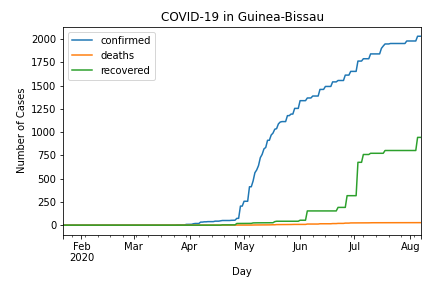 COVID-19 in Guinea-Bissau
confirmed
deaths
recovered
Number of Cases
2000
1750
1500
1250
1000
750
500
250
0
Feb Mar Apr May Jun Jul Aug
2020
Day